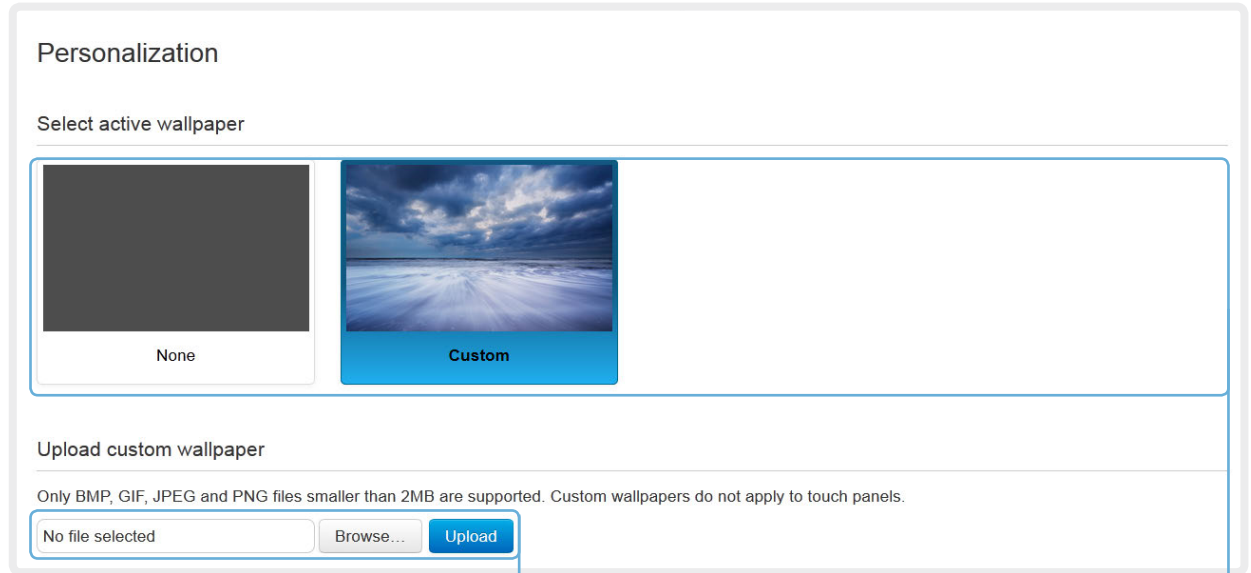 Personalization
Select active wallpaper
None
Custom
Upload custom wallpaper
Only BMP, GIF, JPEG and PNG files smaller than 2MB are supported. Custom wallpapers do not apply to touch panels.
No file selected Browse... Upload